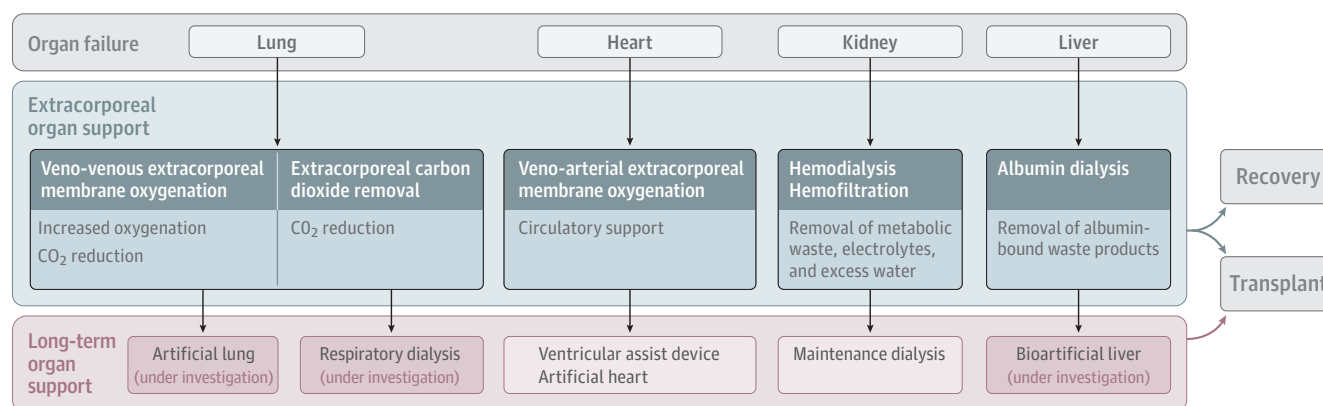 Organ failure
Lung
Heart
Kidney
Liver
Extracorporeal
organ support
Veno-venous extracorporeal
membrane oxygenation
Increased oxygenation
CO₂ reduction
Extracorporeal carbon
dioxide removal
CO₂ reduction
Veno-arterial extracorporeal
membrane oxygenation
Circulatory support
Hemodialysis
Hemofiltration
Removal of metabolic
waste, electrolytes,
and excess water
Albumin dialysis
Removal of albumin-
bound waste products
Recovery
Transplant
Long-term
organ
support
Artificial lung
(under investigation)
Respiratory dialysis
(under investigation)
Ventricular assist device
Artificial heart
Maintenance dialysis
Bioartificial liver
(under investigation)